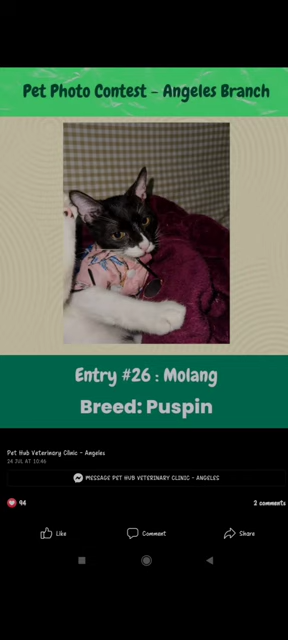 Pet Photo Contest - Angeles Branch
Entry #26 : Molang
Breed: Puspin
Pet Hub Veterinary Clinic - Angeles
24 JUL AT 10:46
MESSAGE PET HUB VETERINARY CLINIC - ANGELES
94
2 comments
Like
Comment
Share